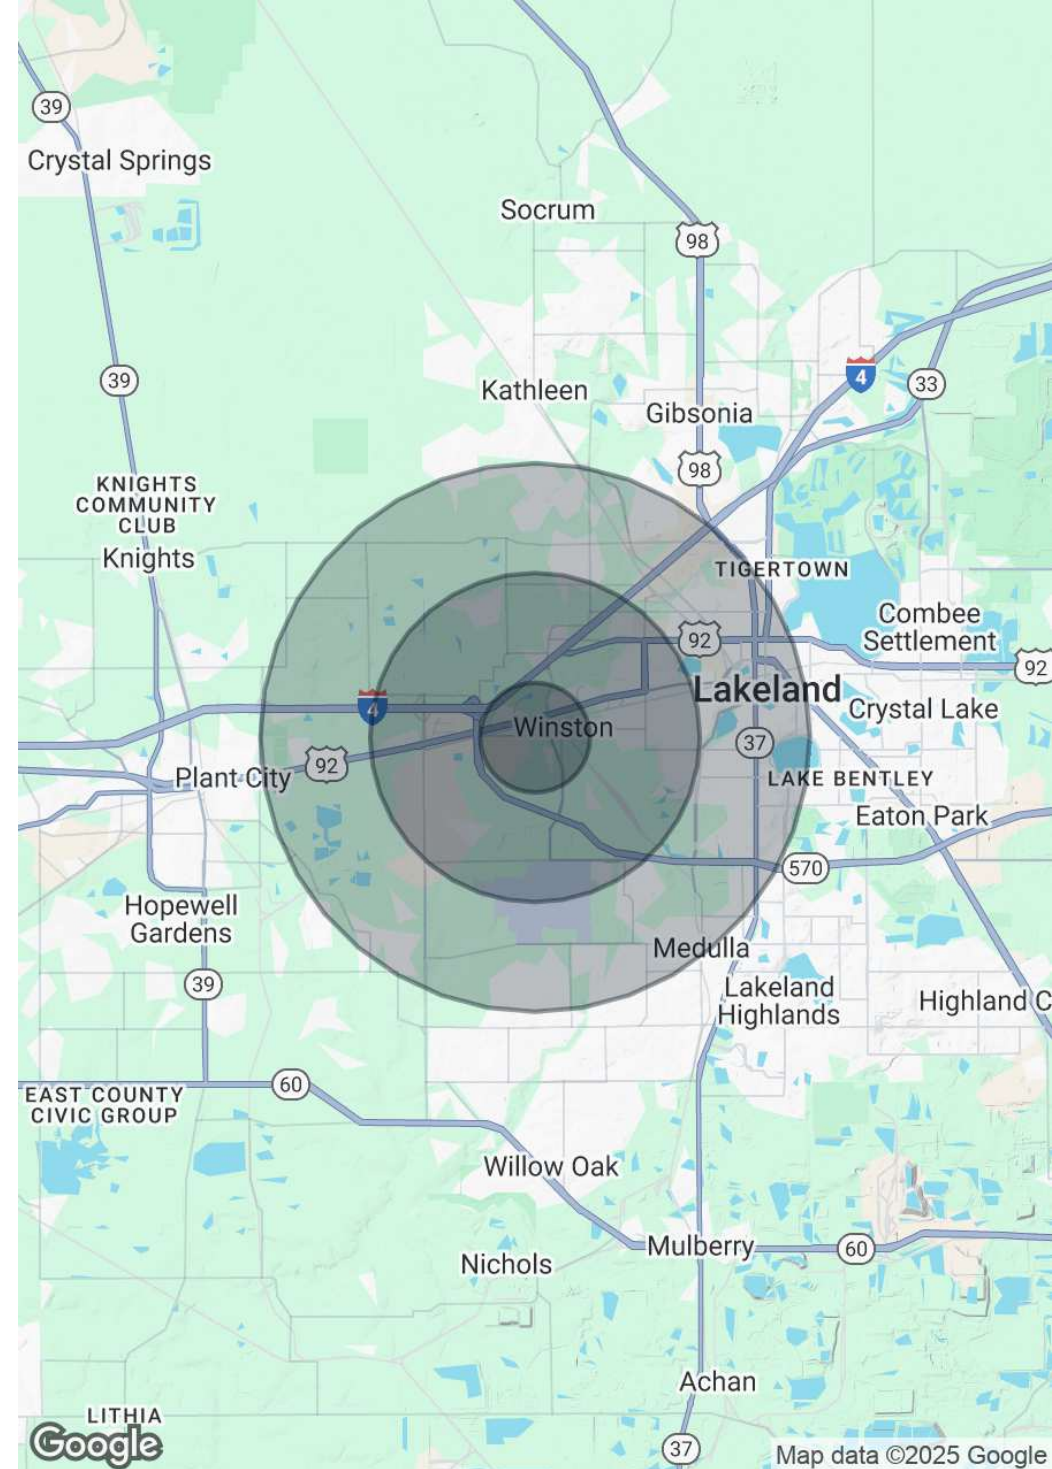 39
Crystal Springs
Socrum
98
39
Kathleen
4
33
Gibsonia
98
KNIGHTS
COMMUNITY
CLUB
Knights
TIGERTOWN
Combee
Settlement
92
92
Lakeland
4
Winston
Crystal Lake
37
92
Plant City
LAKE BENTLEY
Eaton Park
570
Hopewell
Gardens
Medulla
39
Lakeland
Highlands
Highland C
60
EAST COUNTY
CIVIC GROUP
Willow Oak
Mulberry
60
Nichols
Achan
LITHIA
Google
37
Map data ©2025 Google